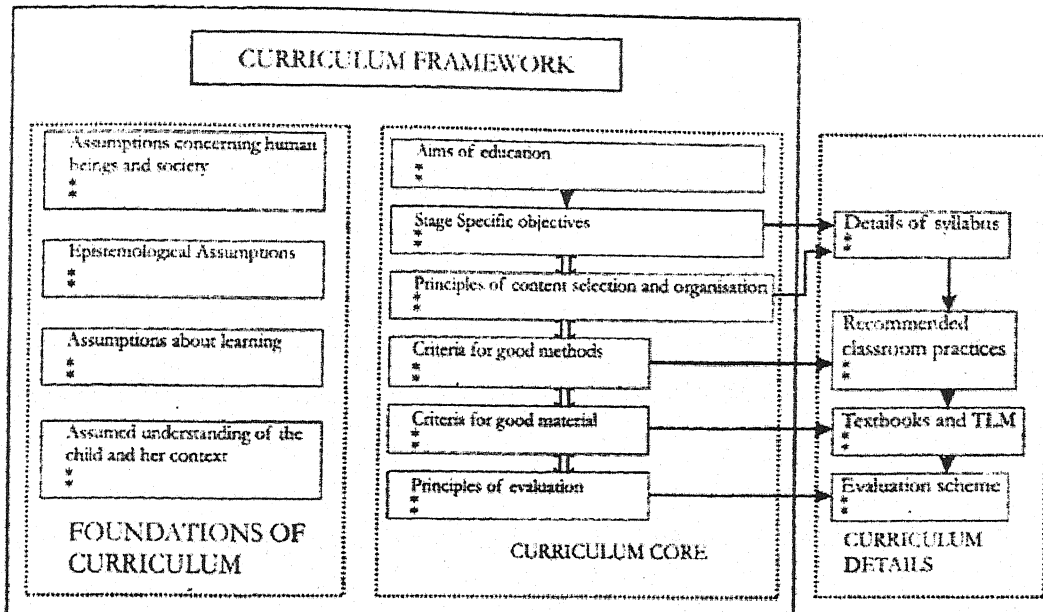 CURRICULUM FRAMEWORK
Assumptions concerning human
beings and society
*
*
Epistemological Assumptions
*
*
Assumptions about learning
*
*
Assumed understanding of the
child and her context
*
*
FOUNDATIONS OF
CURRICULUM
Aims of education
*
*
Stage Specific objectives
*
*
Principles of content selection and organisation
*
*
Criteria for good methods
*
*
Criteria for good material
*
*
Principles of evaluation
*
*
CURRICULUM CORE
Details of syllabus
*
*
Recommended
classroom practices
*
*
Textbooks and TLM
*
*
Evaluation scheme
*
*
CURRICULUM
DETAILS